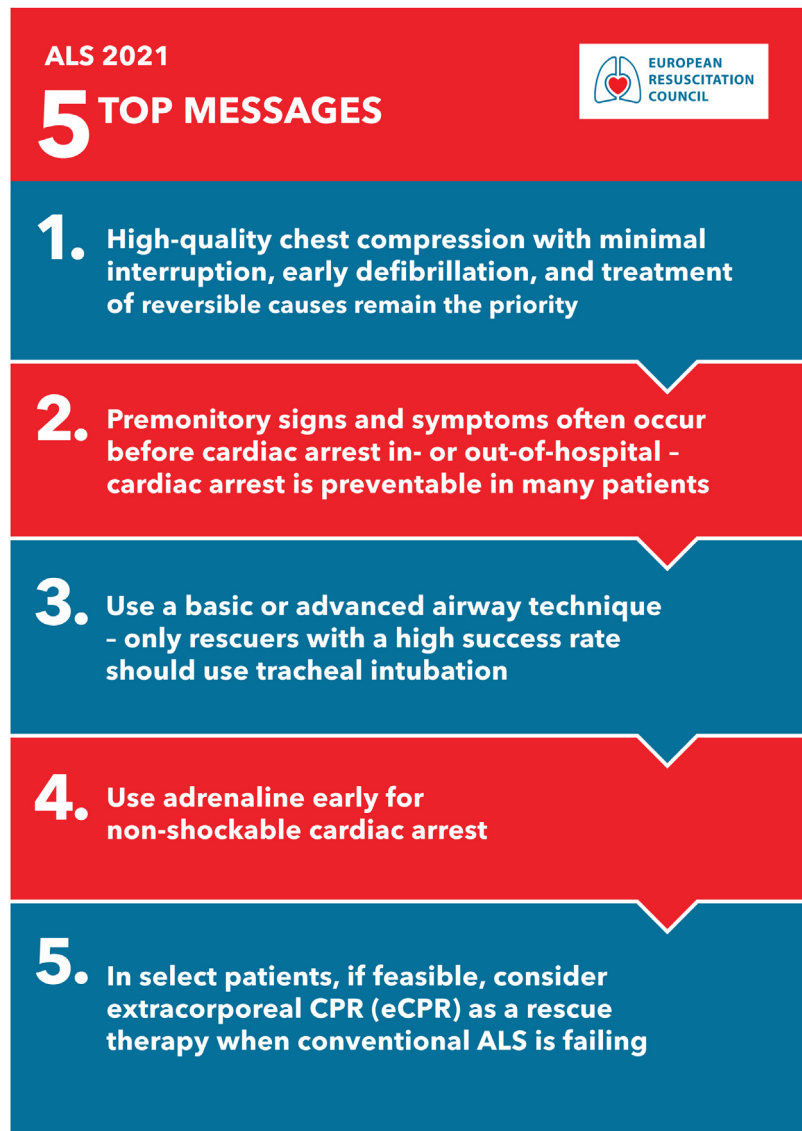 ALS 2021
5 TOP MESSAGES
EUROPEAN
RESUSCITATION
COUNCIL
1. High-quality chest compression with minimal
interruption, early defibrillation, and treatment
of reversible causes remain the priority
2. Premonitory signs and symptoms often occur
before cardiac arrest in- or out-of-hospital –
cardiac arrest is preventable in many patients
3. Use a basic or advanced airway technique
– only rescuers with a high success rate
should use tracheal intubation
4. Use adrenaline early for
non-shockable cardiac arrest
5. In select patients, if feasible, consider
extracorporeal CPR (eCPR) as a rescue
therapy when conventional ALS is failing